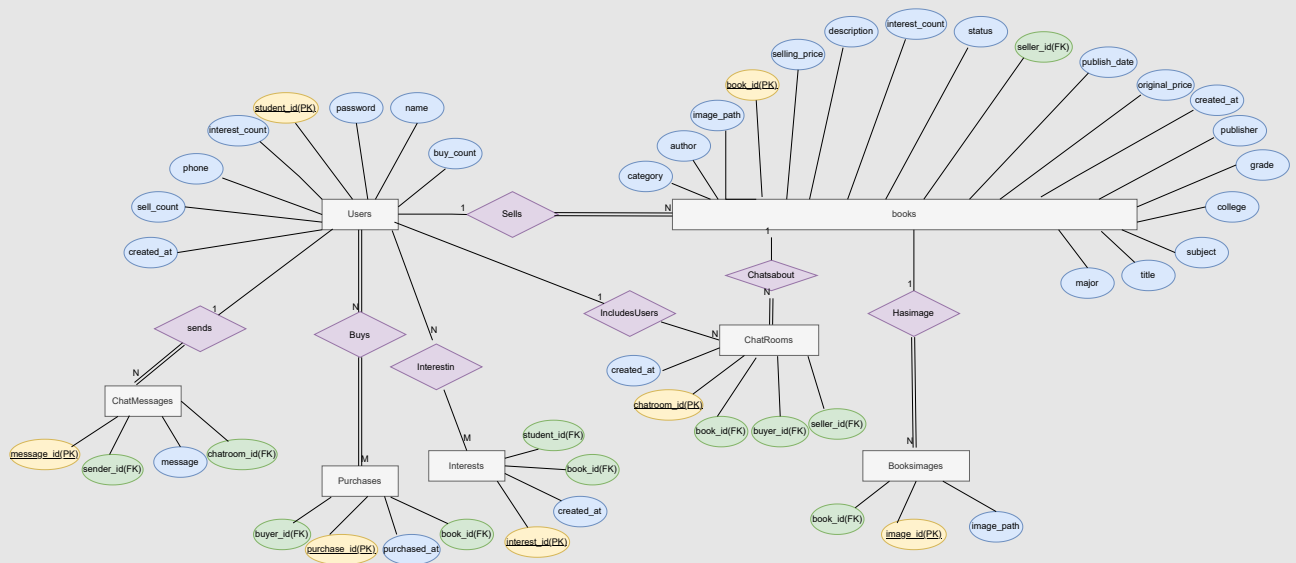 description
interest_count
status
seller_id(FK)
selling_price
publish_date
book_id(PK)
original_price
created_at
image_path
publisher
author
grade
category
college
subject
title
major
student_id(PK)
password
name
interest_count
buy_count
phone
sell_count
created_at
Users
1
Sells
N
books
1
Chatsabout
N
1
Hasimage
N
1
IncludesUsers
N
ChatRooms
1
sends
N
N
Buys
M
N
Interestin
M
created_at
chatroom_id(PK)
book_id(FK)
buyer_id(FK)
seller_id(FK)
ChatMessages
message_id(PK)
sender_id(FK)
message
chatroom_id(FK)
Purchases
buyer_id(FK)
purchase_id(PK)
purchased_at
book_id(FK)
Interests
student_id(FK)
book_id(FK)
created_at
interest_id(PK)
Booksimages
book_id(FK)
image_id(PK)
image_path